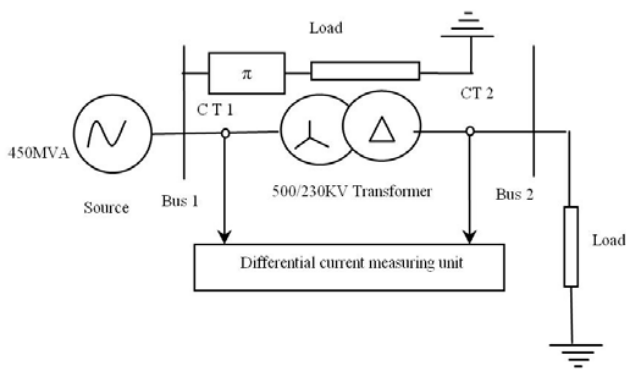 Load
π
C T 1
CT 2
450MVA
Source
Bus 1
500/230KV Transformer
Bus 2
Differential current measuring unit
Load